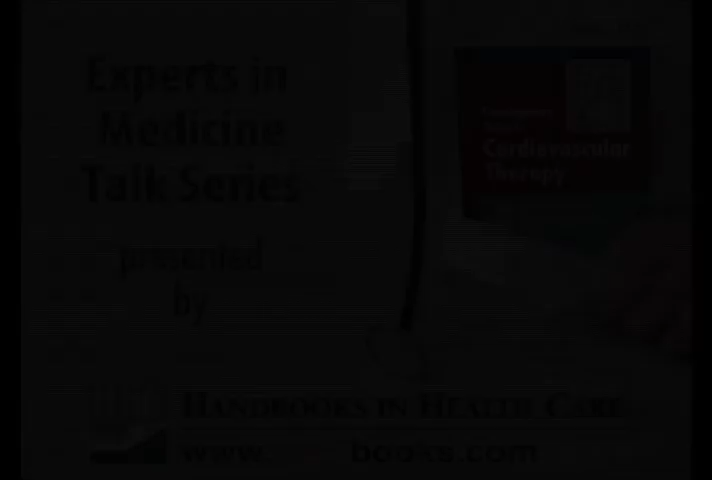 Experts in
Medicine
Talk Series
presented
by
Cardiovascular
Therapy
HANDBOOKS IN HEALTH CARE
www. books.com